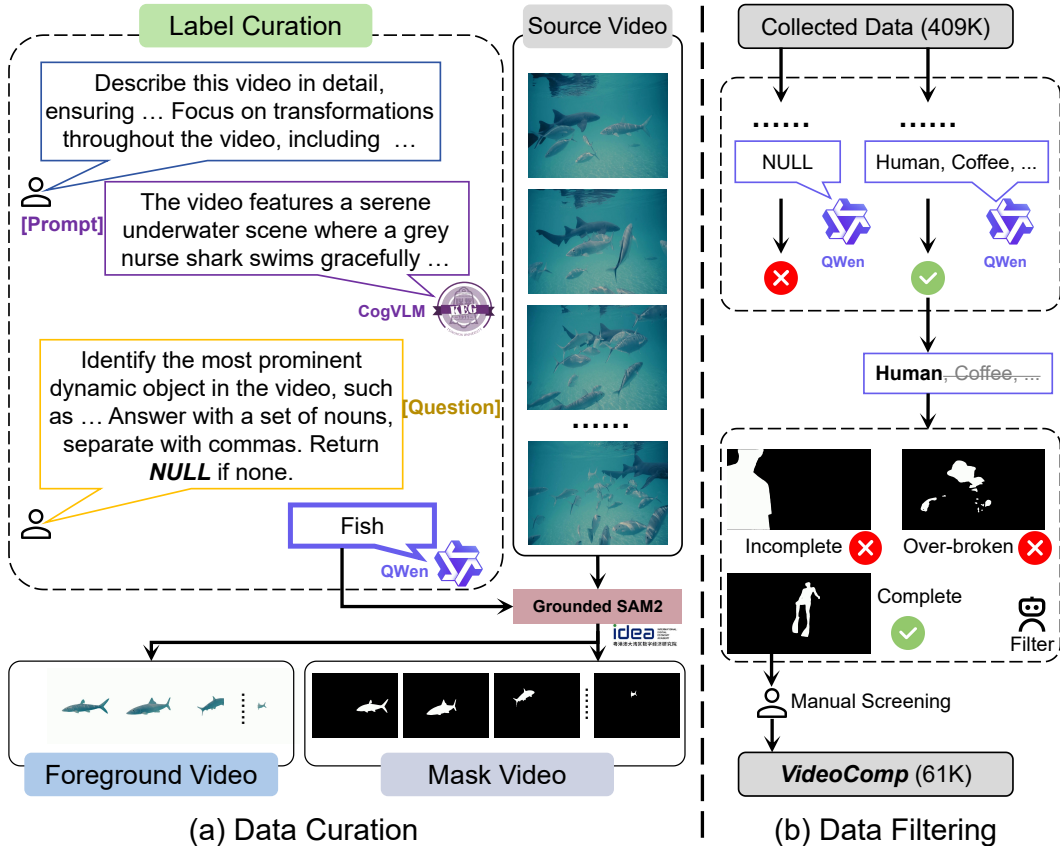 Label Curation
Describe this video in detail,
ensuring … Focus on transformations
throughout the video, including …
[Prompt]
The video features a serene
underwater scene where a grey
nurse shark swims gracefully …
CogVLM
KEG
Identify the most prominent
dynamic object in the video, such
as … Answer with a set of nouns,
separate with commas. Return
NULL if none.
[Question]
Fish
QWen
Source Video
......
Grounded SAM2
idea
Foreground Video
Mask Video
(a) Data Curation
Collected Data (409K)
......
......
NULL
Human, Coffee, ...
QWen
QWen
Human, Coffee, ...
Incomplete
Over-broken
Complete
Filter
Manual Screening
VideoComp (61K)
(b) Data Filtering